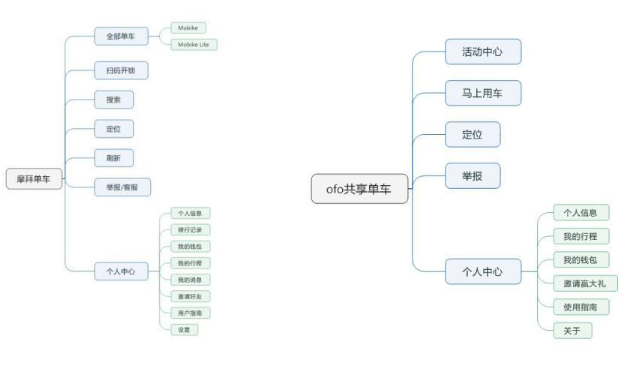 摩拜单车
全部单车
Mobike
Mobike Lite
扫码开锁
搜索
定位
刷新
举报/客服
个人中心
个人信息
骑行记录
我的钱包
我的行程
我的消息
邀请好友
用户指南
设置
ofo共享单车
活动中心
马上用车
定位
举报
个人中心
个人信息
我的行程
我的钱包
邀请赢大礼
使用指南
关于